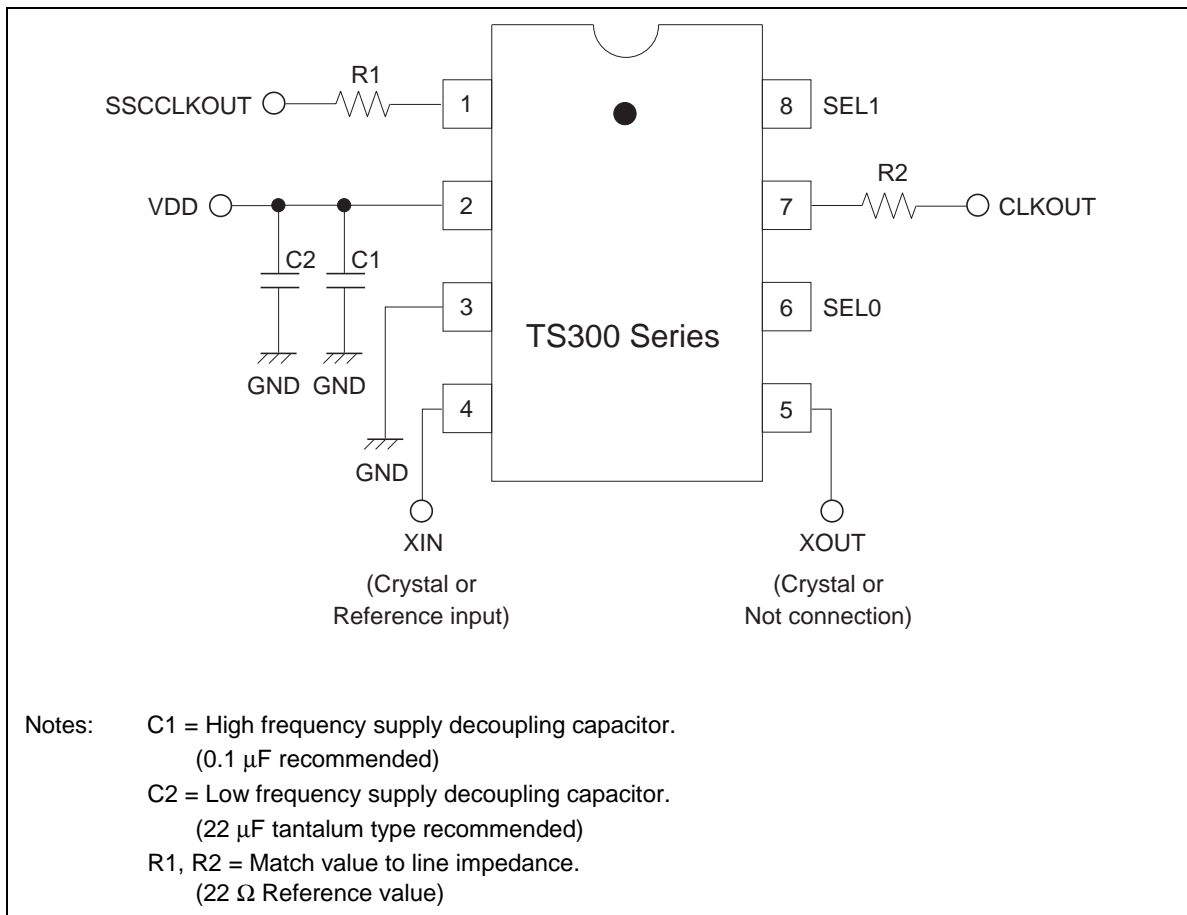 R1
SSCCLKOUT
1
8
SEL1
VDD
2
7
R2
CLKOUT
C2
C1
3
6
SEL0
TS300 Series
GND
GND
4
5
GND
XIN
(Crystal or
Reference input)
XOUT
(Crystal or
Not connection)
Notes: C1 = High frequency supply decoupling capacitor.
(0.1 μF recommended)
C2 = Low frequency supply decoupling capacitor.
(22 μF tantalum type recommended)
R1, R2 = Match value to line impedance.
(22 Ω Reference value)